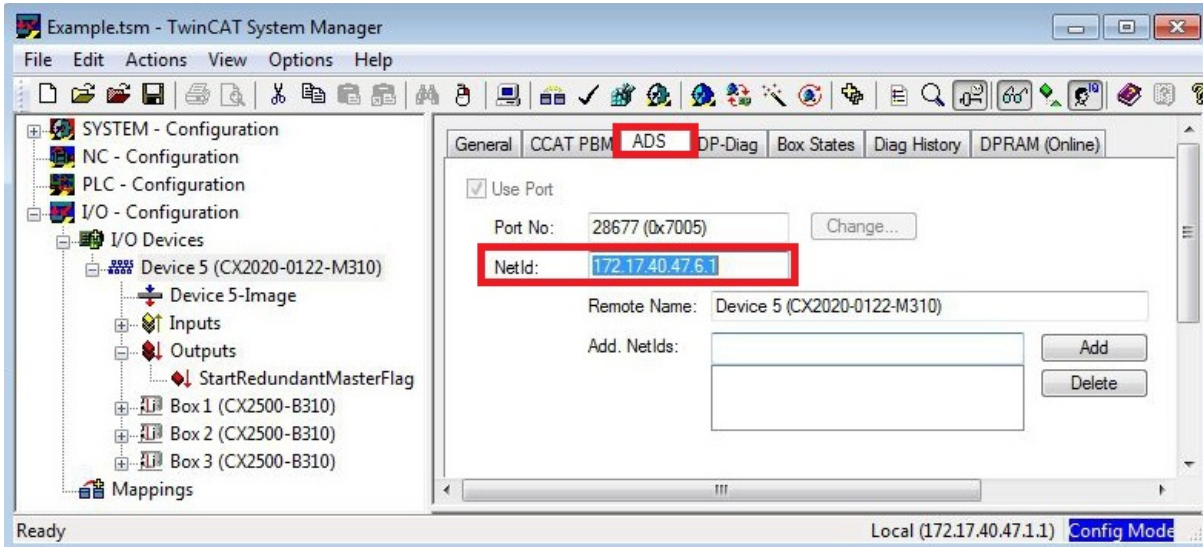 Example.tsm - TwinCAT System Manager
File Edit Actions View Options Help
SYSTEM - Configuration
NC - Configuration
PLC - Configuration
I/O - Configuration
I/O Devices
Device 5 (CX2020-0122-M310)
Device 5-Image
Inputs
Outputs
StartRedundantMasterFlag
Box 1 (CX2500-B310)
Box 2 (CX2500-B310)
Box 3 (CX2500-B310)
Mappings
General CCAT PBM ADS DP-Diag Box States Diag History DPRAM (Online)
Use Port
Port No: 28677 (0x7005) Change...
NetId: 172.17.40.47.6.1
Remote Name: Device 5 (CX2020-0122-M310)
Add. NetIds: Add
Delete
Ready Local (172.17.40.47.1.1) Config Mode